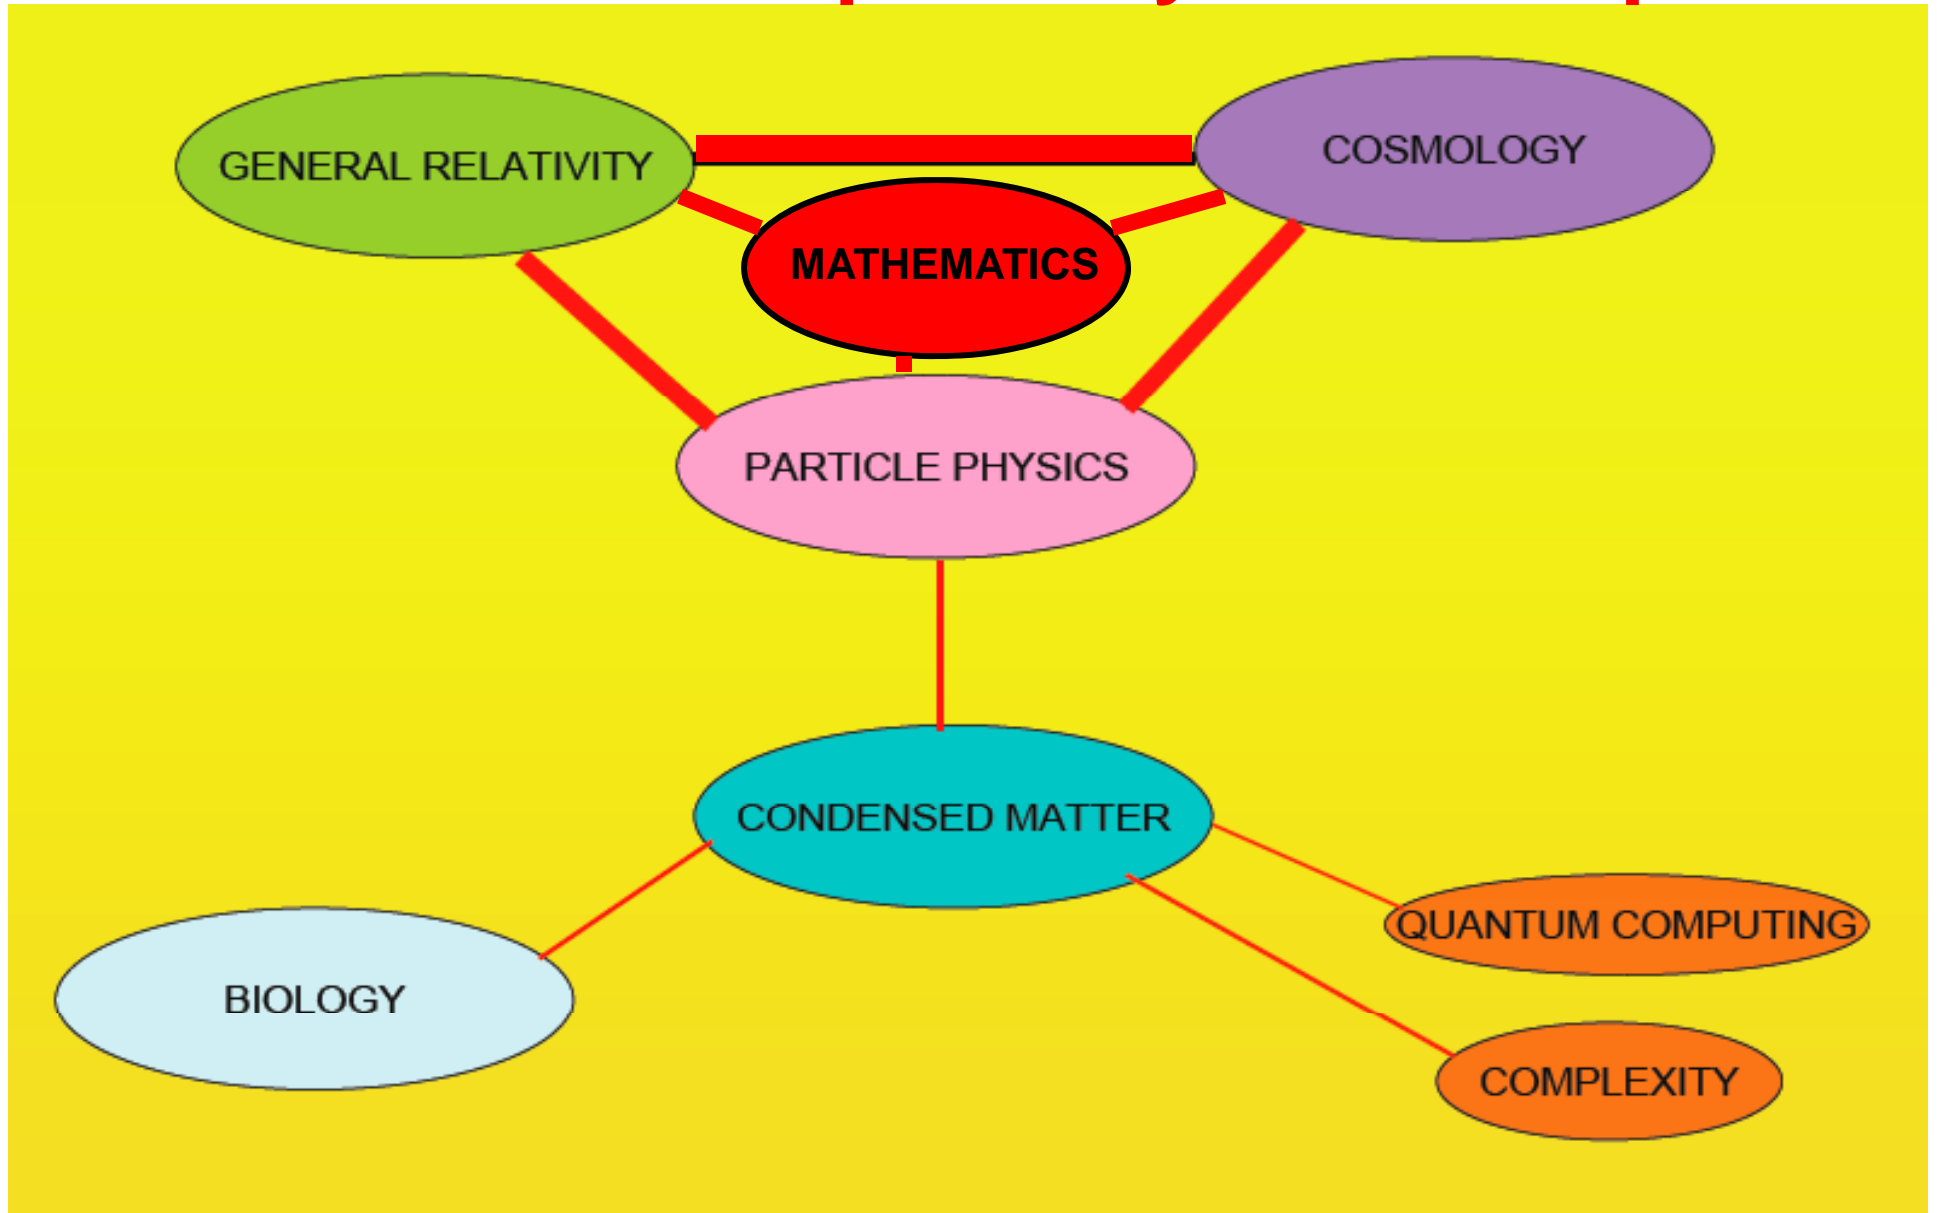 GENERAL RELATIVITY
COSMOLOGY
MATHEMATICS
PARTICLE PHYSICS
CONDENSED MATTER
QUANTUM COMPUTING
BIOLOGY
COMPLEXITY